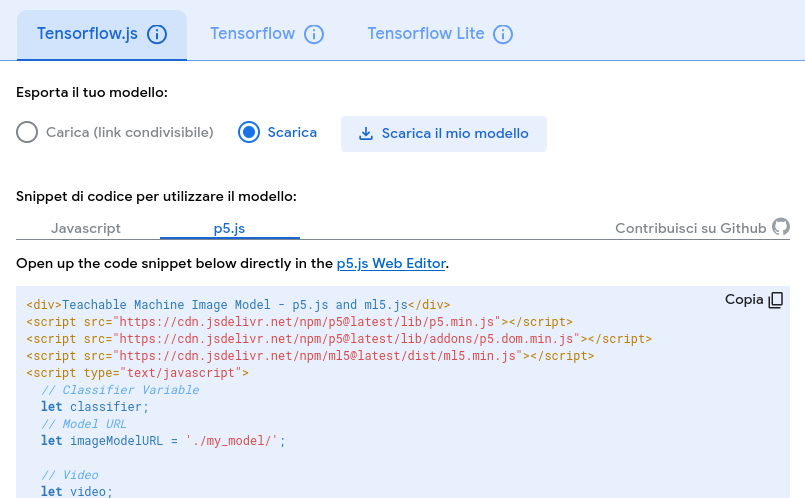 Tensorflow.js Tensorflow Tensorflow Lite
Esporta il tuo modello:
Carica (link condivisibile) Scarica Scarica il mio modello
Snippet di codice per utilizzare il modello:
Javascript p5.js Contribuisci su Github
Open up the code snippet below directly in the p5.js Web Editor.
Copia
<div>Teachable Machine Image Model - p5.js and ml5.js</div>
<script src="https://cdn.jsdelivr.net/npm/p5@latest/lib/p5.min.js"></script>
<script src="https://cdn.jsdelivr.net/npm/p5@latest/lib/addons/p5.dom.min.js"></script>
<script src="https://cdn.jsdelivr.net/npm/ml5@latest/dist/ml5.min.js"></script>
<script type="text/javascript">
// Classifier Variable
let classifier;
// Model URL
let imageModelURL = './my_model/';
// Video
let video;